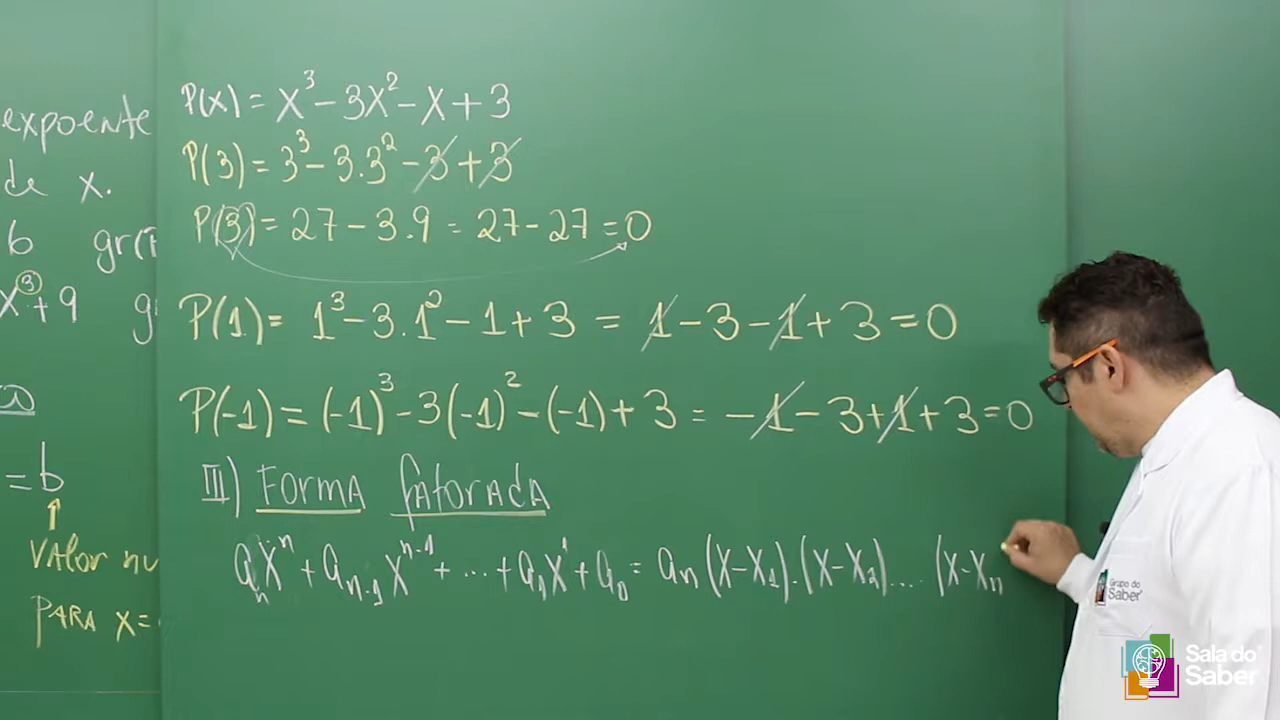 expoente
de x.
b gr(P
x³+9 g
=b
VALOR nu
PARA x=
P(x) = x³ - 3x² - x + 3
P(3) = 3³ - 3.3² - 3 + 3
P(3) = 27 - 3.9 = 27 - 27 = 0
P(1) = 1³ - 3.1² - 1 + 3 = 1 - 3 - 1 + 3 = 0
P(-1) = (-1)³ - 3(-1)² - (-1) + 3 = -1 - 3 + 1 + 3 = 0
III) FORMA fatorada
aₙxⁿ + aₙ₋₁xⁿ⁻¹ + ... + a₁x¹ + a₀ = aₙ(x-x₁).(x-x₂).... (x-xₙ
Grupo do
Saber
Sala do
Saber